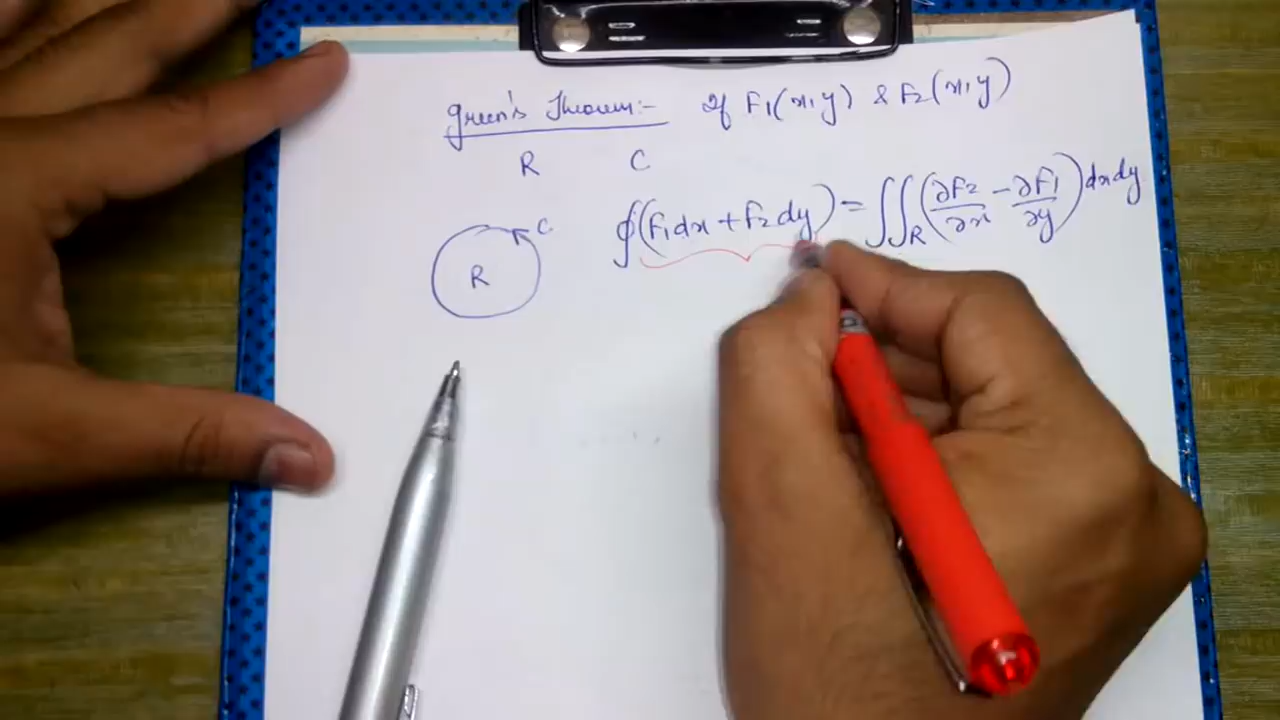 Green's Theorem:- If F1(x,y) & F2(x,y)
R C
∮(F1dx+F2dy)=∬R(∂F2/∂x-∂F1/∂y)dxdy
C
R